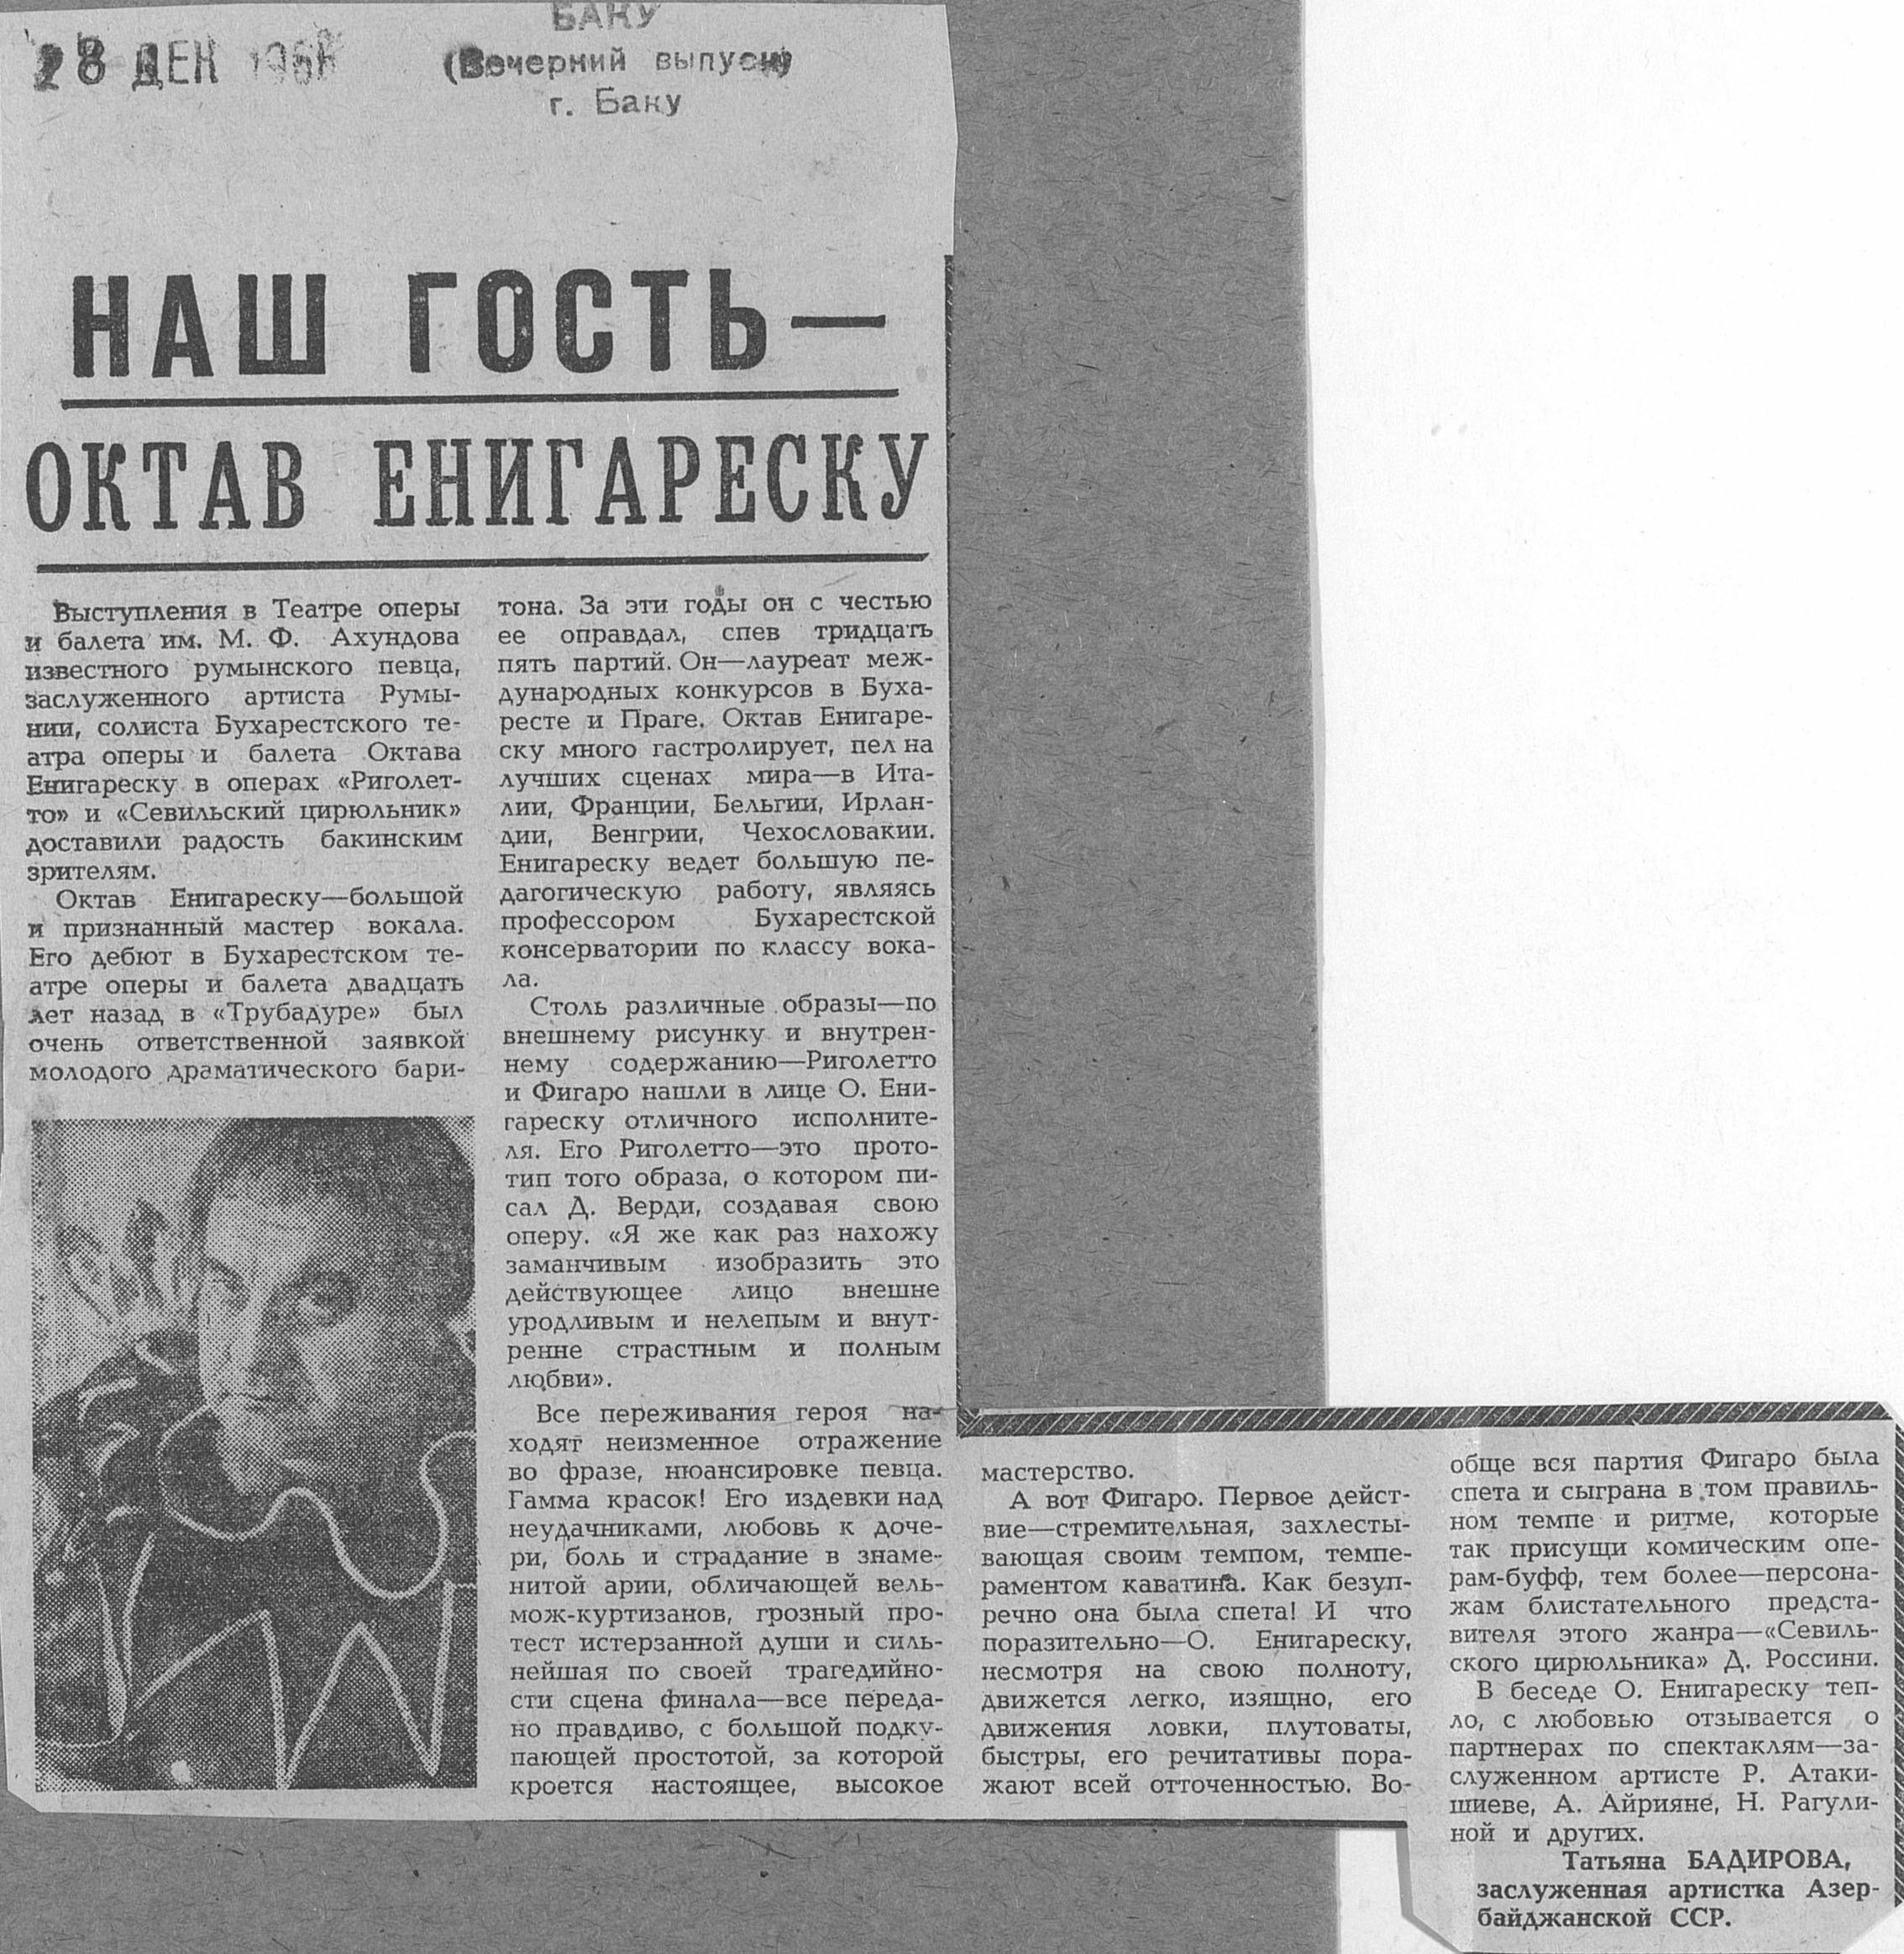 28 ДЕК
БАКУ
(Вечерний выпуск)
г. Баку
НАШ ГОСТЬ—
ОКТАВ ЕНИГАРЕСКУ
Выступления в Театре оперы
и балета им. М. Ф. Ахундова
известного румынского певца,
заслуженного артиста Румы-
нии, солиста Бухарестского те-
атра оперы и балета Октава
Енигареску в операх «Риголет-
то» и «Севильский цирюльник»
доставили радость бакинским
зрителям.
Октав Енигареску—большой
и признанный мастер вокала.
Его дебют в Бухарестском те-
атре оперы и балета двадцать
лет назад в «Трубадуре» был
очень ответственной заявкой
молодого драматического бари-
тона. За эти годы он с честью
ее оправдал, спев тридцать
пять партий. Он—лауреат меж-
дународных конкурсов в Буха-
ресте и Праге. Октав Енигаре-
ску много гастролирует, пел на
лучших сценах мира—в Ита-
лии, Франции, Бельгии, Ирлан-
дии, Венгрии, Чехословакии.
Енигареску ведет большую пе-
дагогическую работу, являясь
профессором Бухарестской
консерватории по классу вока-
ла.
Столь различные образы—по
внешнему рисунку и внутрен-
нему содержанию—Риголетто
и Фигаро нашли в лице О. Ени-
гареску отличного исполните-
ля. Его Риголетто—это прото-
тип того образа, о котором пи-
сал Д. Верди, создавая свою
оперу. «Я же как раз нахожу
заманчивым изобразить это
действующее лицо внешне
уродливым и нелепым и внут-
ренне страстным и полным
любви».
Все переживания героя на-
ходят неизменное отражение
во фразе, нюансировке певца.
Гамма красок! Его издевки над
неудачниками, любовь к доче-
ри, боль и страдание в знаме-
нитой арии, обличающей вель-
мож-куртизанов, грозный про-
тест истерзанной души и силь-
нейшая по своей трагедийно-
сти сцена финала—все переда-
но правдиво, с большой подку-
пающей простотой, за которой
кроется настоящее, высокое
мастерство.
А вот Фигаро. Первое дейст-
вие—стремительная, захлесты-
вающая своим темпом, темпе-
раментом каватина. Как безуп-
речно она была спета! И что
поразительно—О. Енигареску,
несмотря на свою полноту,
движется легко, изящно, его
движения ловки, плутоваты,
быстры, его речитативы пора-
жают всей отточенностью. Во-
обще вся партия Фигаро была
спета и сыграна в том правиль-
ном темпе и ритме, которые
так присущи комическим опе-
рам-буфф, тем более—персона-
жам блистательного предста-
вителя этого жанра—«Севиль-
ского цирюльника» Д. Россини.
В беседе О. Енигареску теп-
ло, с любовью отзывается о
партнерах по спектаклям—за-
служенном артисте Р. Атаки-
шиеве, А. Айрияне, Н. Рагули-
ной и других.
Татьяна БАДИРОВА,
заслуженная артистка Азер-
байджанской ССР.